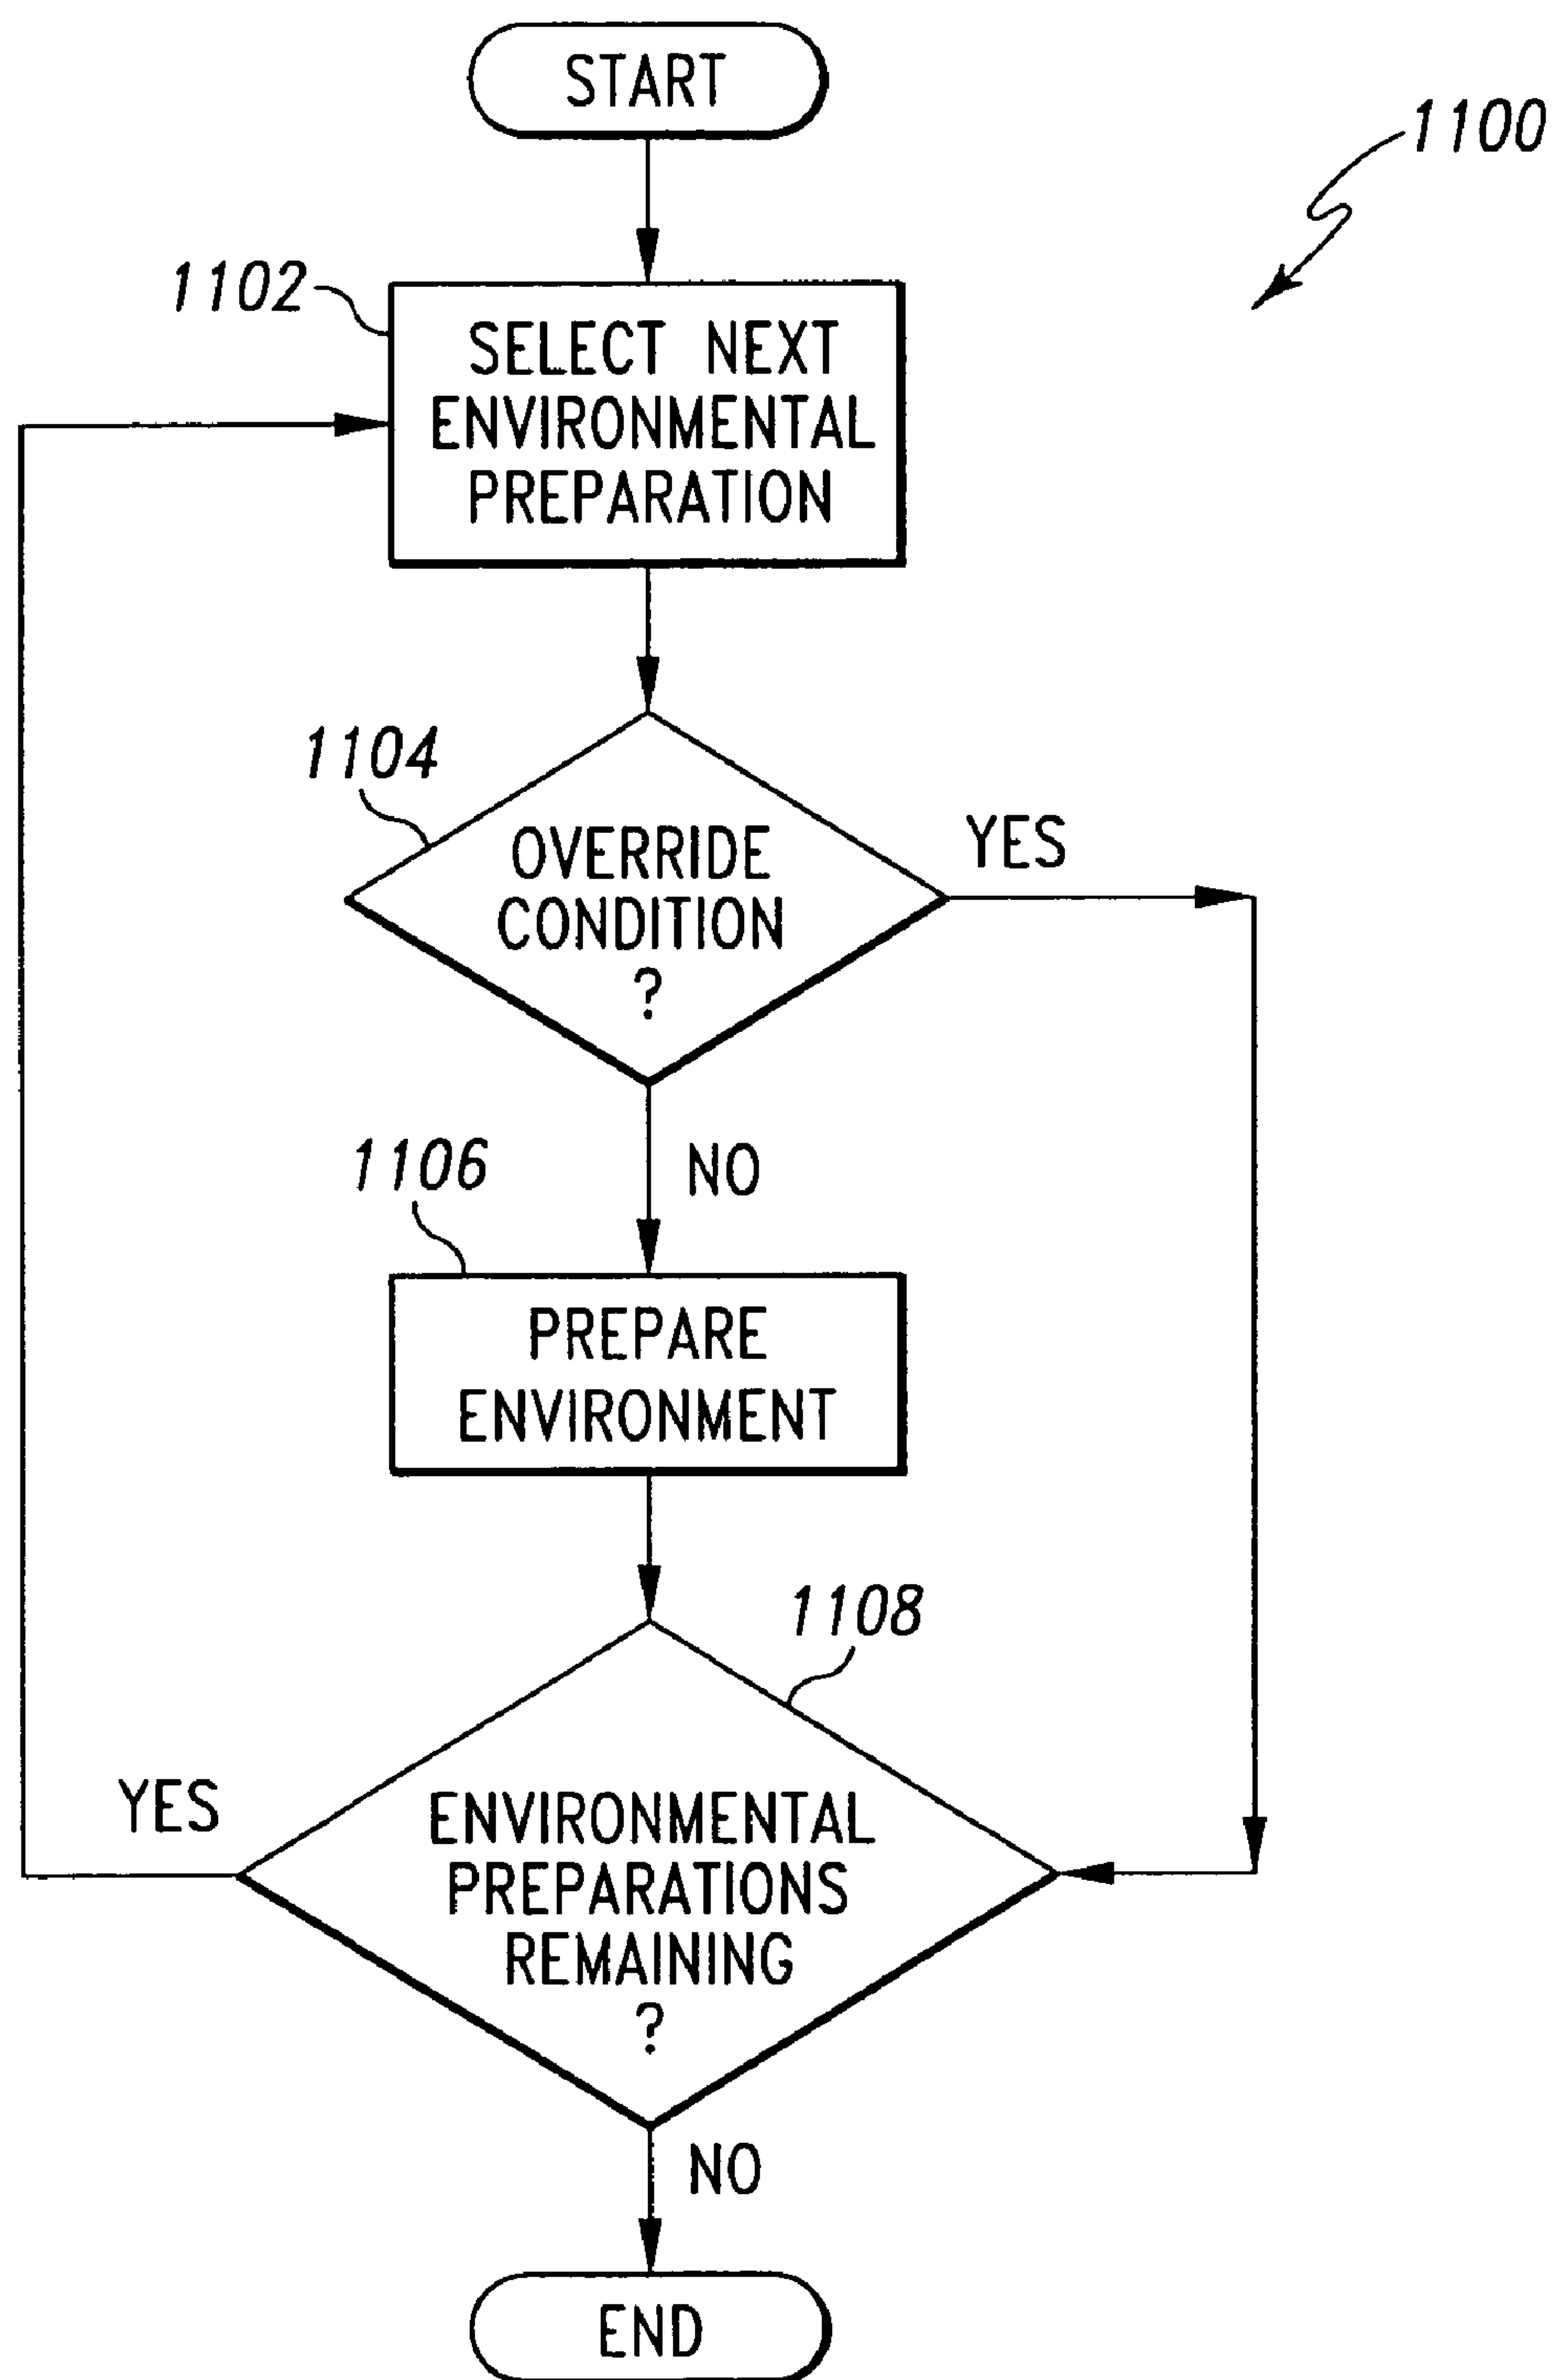 START
1100
1102
SELECT NEXT
ENVIRONMENTAL
PREPARATION
1104
OVERRIDE
CONDITION
?
YES
NO
1106
PREPARE
ENVIRONMENT
1108
ENVIRONMENTAL
PREPARATIONS
REMAINING
?
YES
NO
END